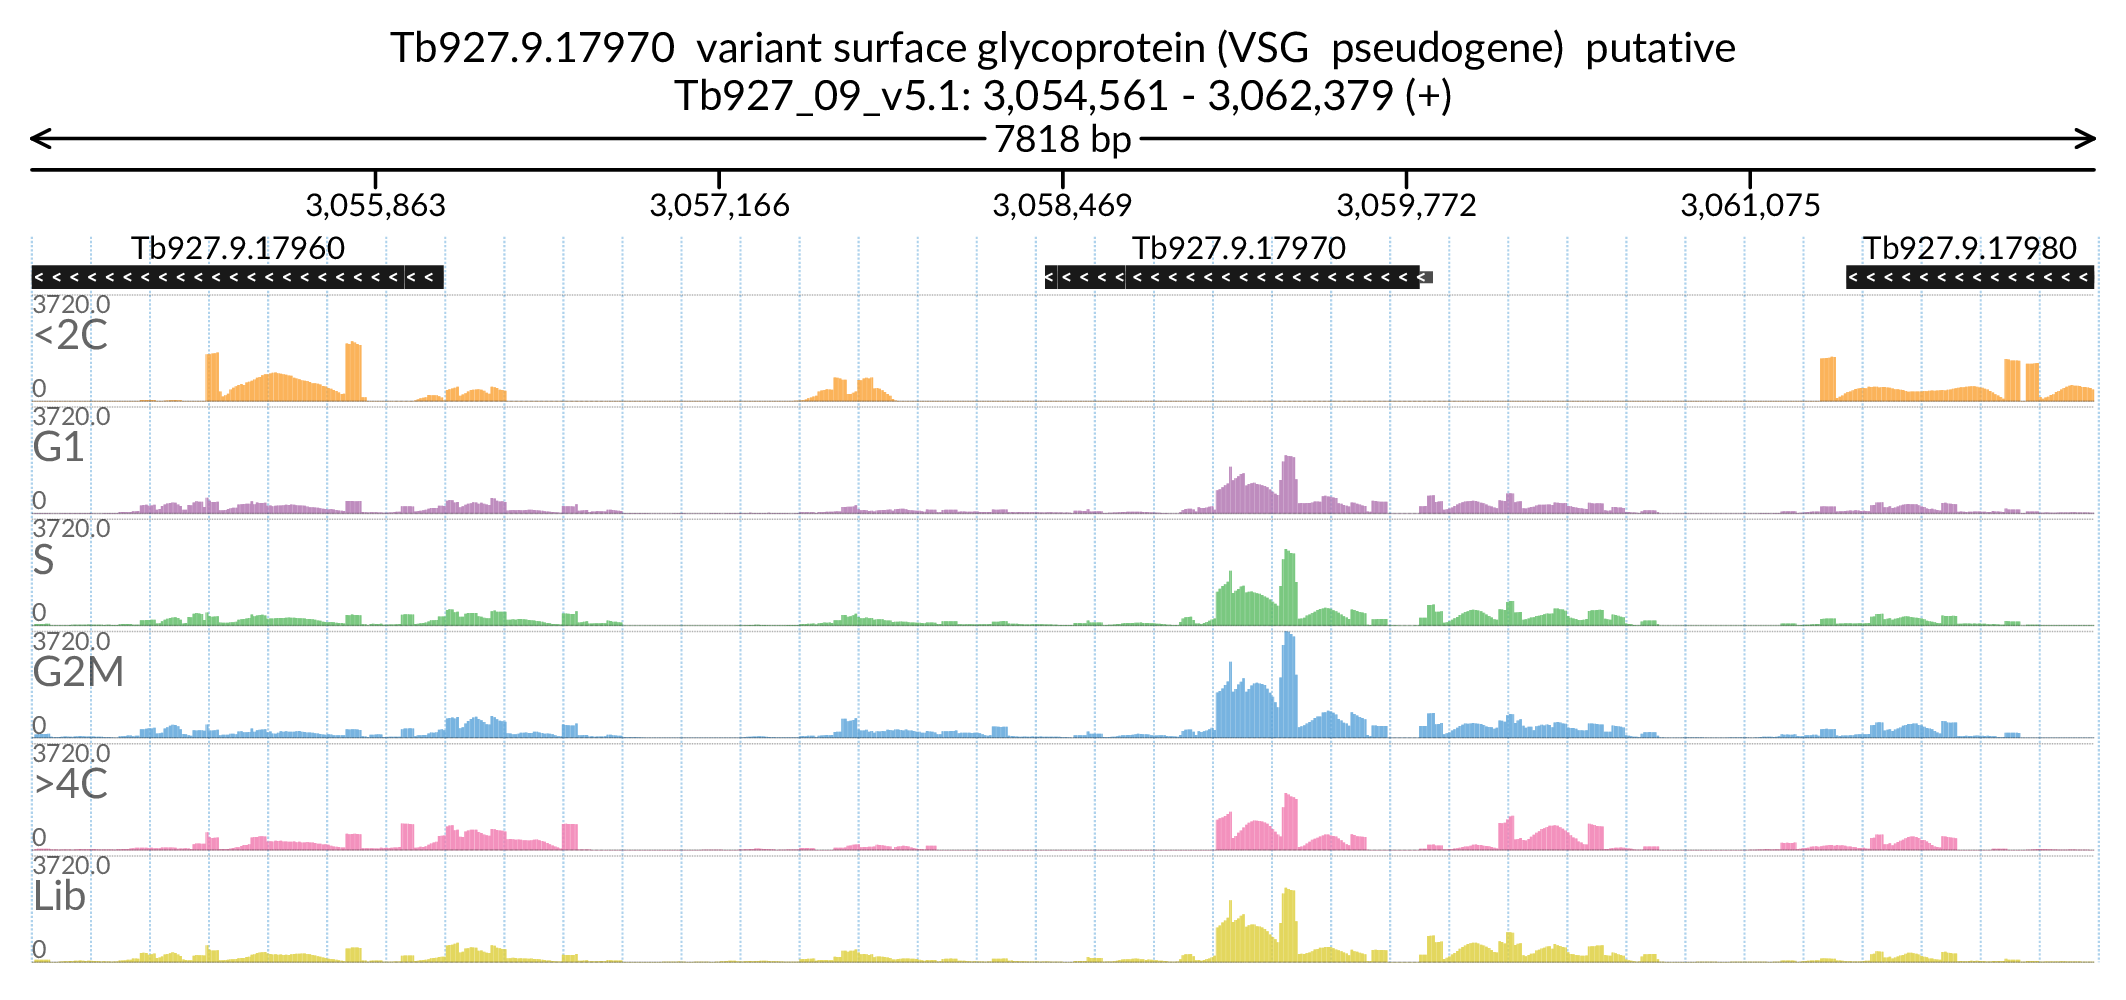 Tb927.9.17970 variant surface glycoprotein (VSG pseudogene) putative
Tb927_09_v5.1: 3,054,561 - 3,062,379 (+)
7818 bp
3,055,863 3,057,166 3,058,469 3,059,772 3,061,075
Tb927.9.17960 Tb927.9.17970 Tb927.9.17980
3720.0
<2C
0
3720.0
G1
0
3720.0
S
0
3720.0
G2M
0
3720.0
>4C
0
3720.0
Lib
0